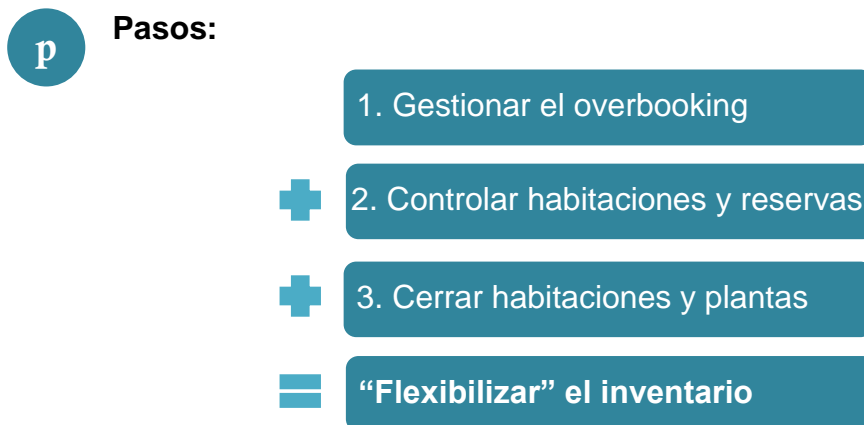 p
Pasos:
1. Gestionar el overbooking
2. Controlar habitaciones y reservas
3. Cerrar habitaciones y plantas
“Flexibilizar” el inventario